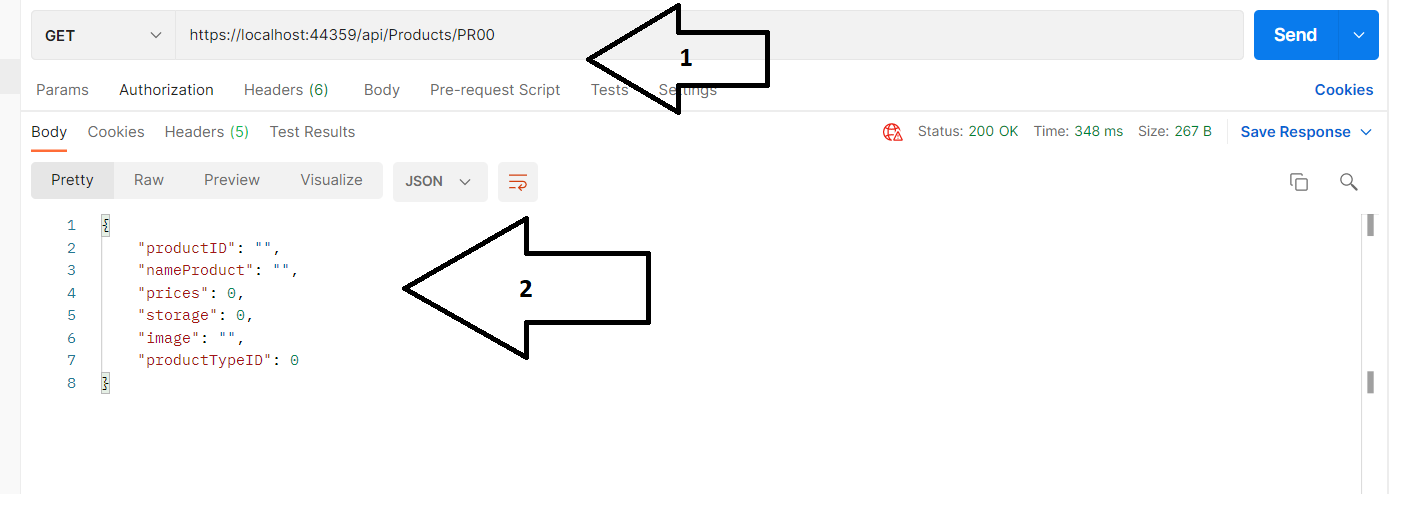 GET https://localhost:44359/api/Products/PR00 1 Send
Params Authorization Headers (6) Body Pre-request Script Tests Settings Cookies
Body Cookies Headers (5) Test Results Status: 200 OK Time: 348 ms Size: 267 B Save Response
Pretty Raw Preview Visualize JSON
1 {
2 "productID": "",
3 "nameProduct": "",
4 "prices": 0,
2
5 "storage": 0,
6 "image": "",
7 "productTypeID": 0
8 }